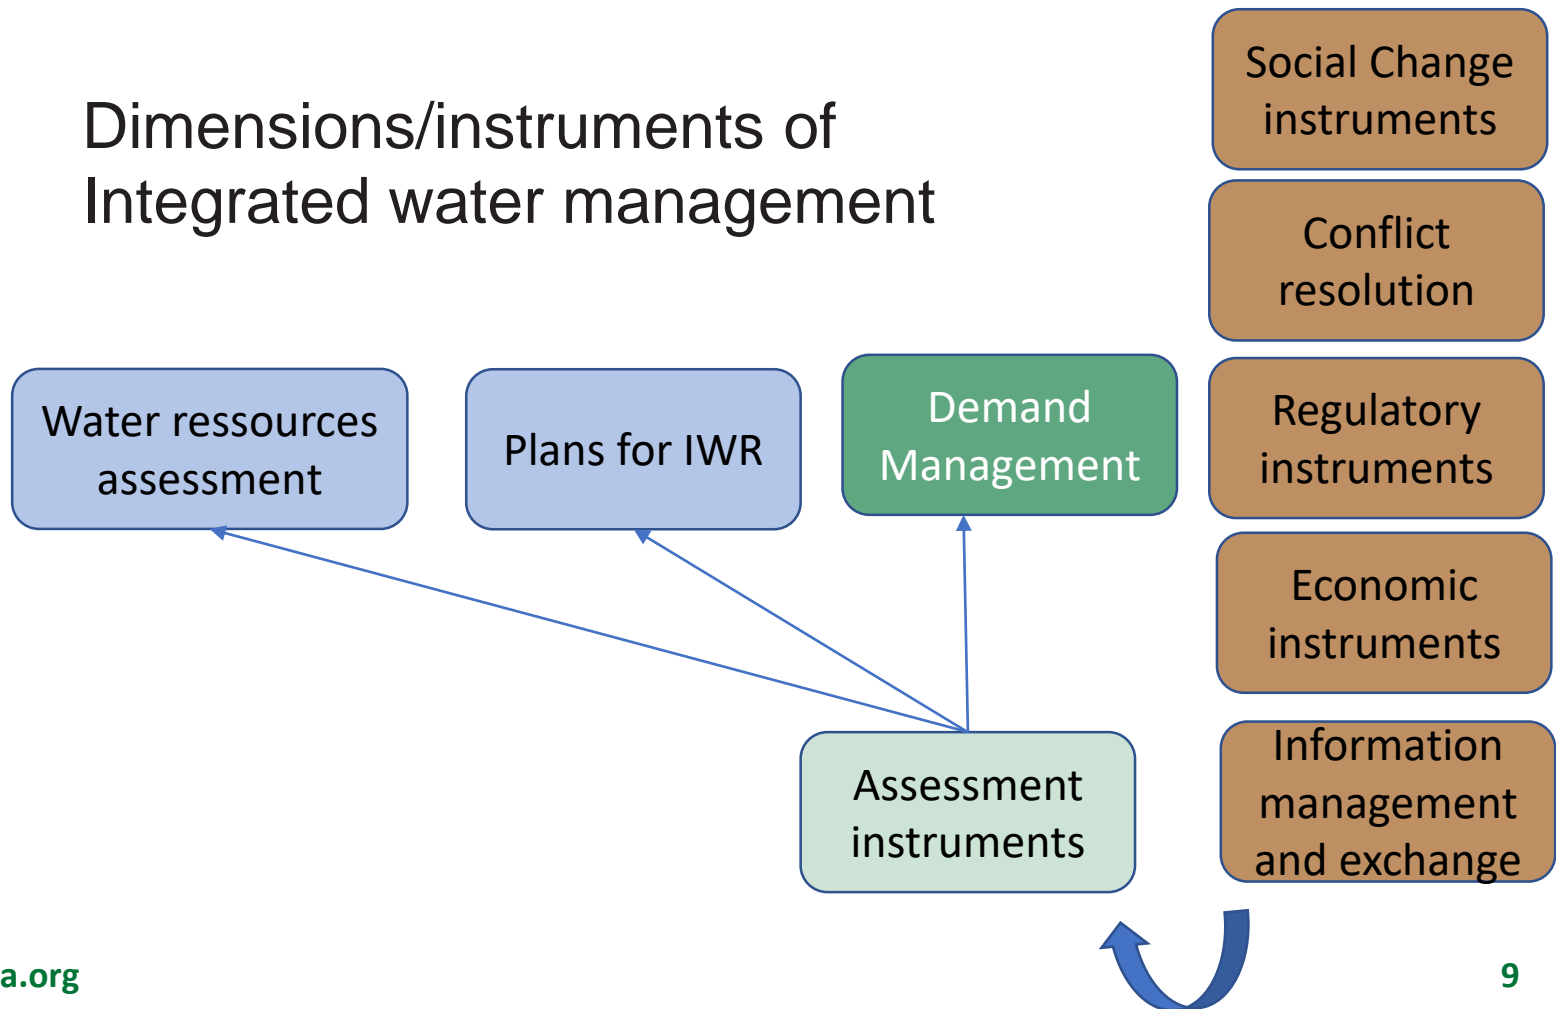 Dimensions/instruments of
Integrated water management
Social Change
instruments
Conflict
resolution
Water ressources
assessment
Plans for IWR
Demand
Management
Regulatory
instruments
Economic
instruments
Assessment
instruments
Information
management
and exchange
a.org
9